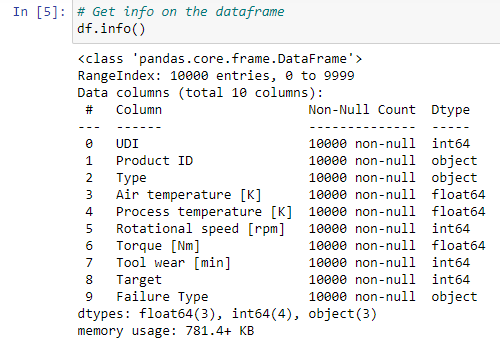 In [5]: # Get info on the dataframe
df.info()
<class 'pandas.core.frame.DataFrame'>
RangeIndex: 10000 entries, 0 to 9999
Data columns (total 10 columns):
 #   Column                   Non-Null Count  Dtype
---  ------                   --------------  -----
 0   UDI                      10000 non-null  int64
 1   Product ID               10000 non-null  object
 2   Type                     10000 non-null  object
 3   Air temperature [K]      10000 non-null  float64
 4   Process temperature [K]  10000 non-null  float64
 5   Rotational speed [rpm]   10000 non-null  int64
 6   Torque [Nm]              10000 non-null  float64
 7   Tool wear [min]          10000 non-null  int64
 8   Target                   10000 non-null  int64
 9   Failure Type             10000 non-null  object
dtypes: float64(3), int64(4), object(3)
memory usage: 781.4+ KB